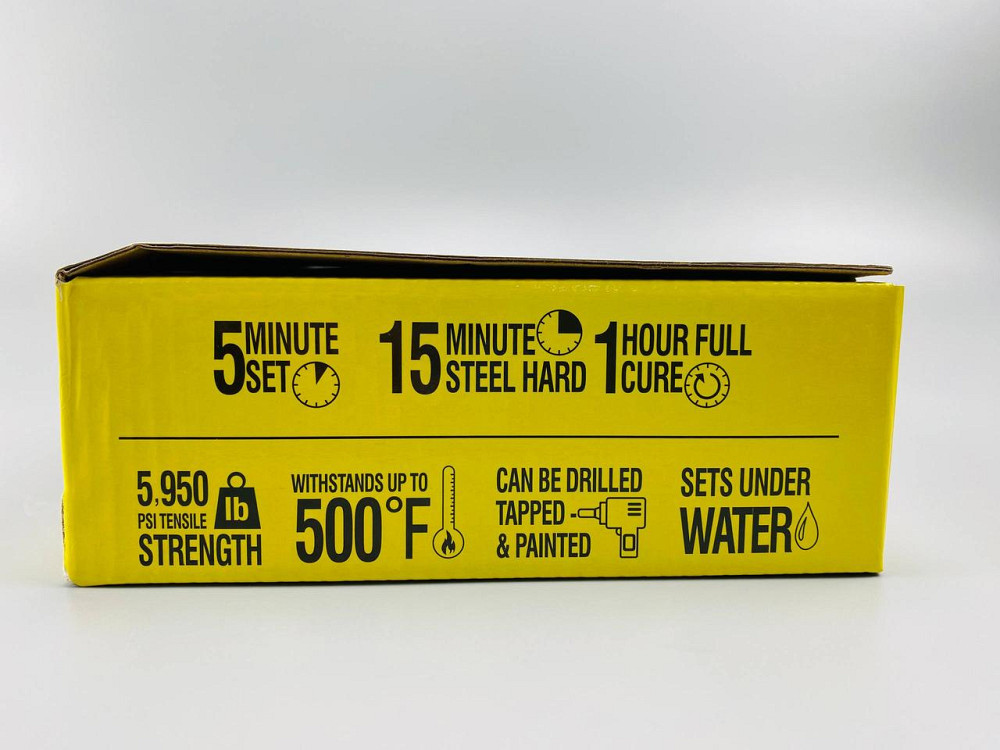 5 MINUTE
SET
15 MINUTE
STEEL HARD
1 HOUR FULL
CURE
5,950
PSI TENSILE
STRENGTH
lb
WITHSTANDS UP TO
500°F
CAN BE DRILLED
TAPPED
& PAINTED
SETS UNDER
WATER